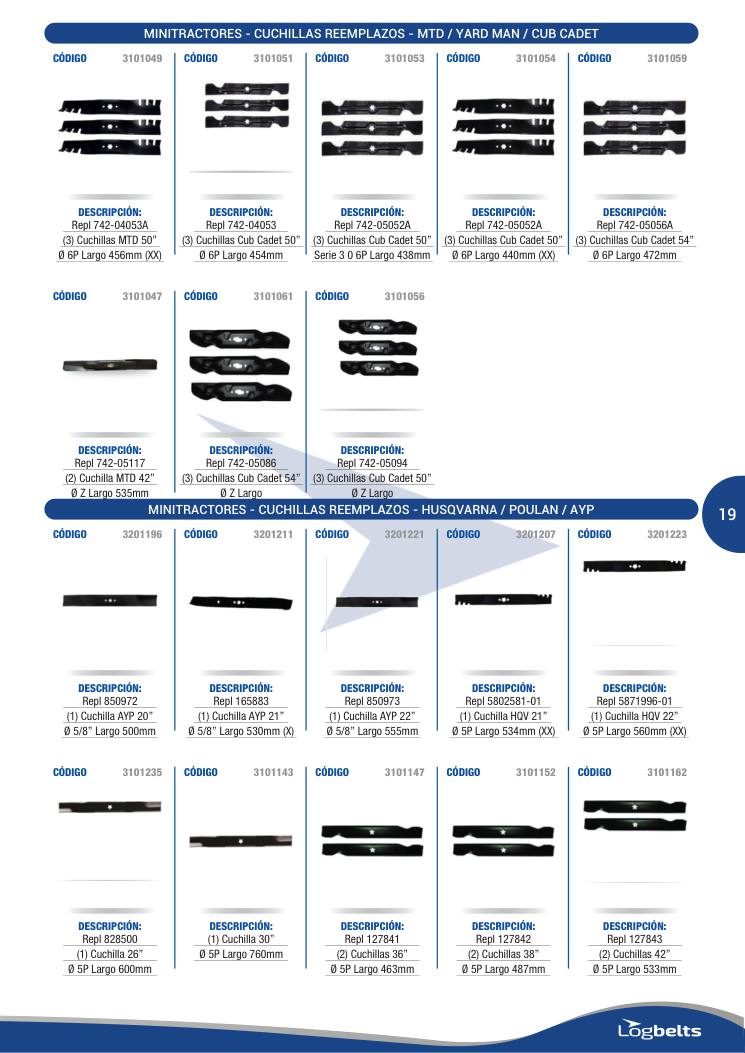 MINITRACTORES - CUCHILLAS REEMPLAZOS - MTD / YARD MAN / CUB CADET
CÓDIGO 3101049
DESCRIPCIÓN:
Repl 742-04053A
(3) Cuchillas MTD 50”
Ø 6P Largo 456mm (XX)
CÓDIGO 3101051
DESCRIPCIÓN:
Repl 742-04053
(3) Cuchillas Cub Cadet 50”
Ø 6P Largo 454mm
CÓDIGO 3101053
DESCRIPCIÓN:
Repl 742-05052A
(3) Cuchillas Cub Cadet 50”
Serie 3 0 6P Largo 438mm
CÓDIGO 3101054
DESCRIPCIÓN:
Repl 742-05052A
(3) Cuchillas Cub Cadet 50”
Ø 6P Largo 440mm (XX)
CÓDIGO 3101059
DESCRIPCIÓN:
Repl 742-05056A
(3) Cuchillas Cub Cadet 54”
Ø 6P Largo 472mm
CÓDIGO 3101047
DESCRIPCIÓN:
Repl 742-05117
(2) Cuchilla MTD 42”
Ø Z Largo 535mm
CÓDIGO 3101061
DESCRIPCIÓN:
Repl 742-05086
(3) Cuchillas Cub Cadet 54”
Ø Z Largo
CÓDIGO 3101056
DESCRIPCIÓN:
Repl 742-05094
(3) Cuchillas Cub Cadet 50”
Ø Z Largo
MINITRACTORES - CUCHILLAS REEMPLAZOS - HUSQVARNA / POULAN / AYP
19
CÓDIGO 3201196
DESCRIPCIÓN:
Repl 850972
(1) Cuchilla AYP 20”
Ø 5/8” Largo 500mm
CÓDIGO 3201211
DESCRIPCIÓN:
Repl 165883
(1) Cuchilla AYP 21”
Ø 5/8” Largo 530mm (X)
CÓDIGO 3201221
DESCRIPCIÓN:
Repl 850973
(1) Cuchilla AYP 22”
Ø 5/8” Largo 555mm
CÓDIGO 3201207
DESCRIPCIÓN:
Repl 5802581-01
(1) Cuchilla HQV 21”
Ø 5P Largo 534mm (XX)
CÓDIGO 3201223
DESCRIPCIÓN:
Repl 5871996-01
(1) Cuchilla HQV 22”
Ø 5P Largo 560mm (XX)
CÓDIGO 3101235
DESCRIPCIÓN:
Repl 828500
(1) Cuchilla 26”
Ø 5P Largo 600mm
CÓDIGO 3101143
DESCRIPCIÓN:
(1) Cuchilla 30”
Ø 5P Largo 760mm
CÓDIGO 3101147
DESCRIPCIÓN:
Repl 127841
(2) Cuchillas 36”
Ø 5P Largo 463mm
CÓDIGO 3101152
DESCRIPCIÓN:
Repl 127842
(2) Cuchillas 38”
Ø 5P Largo 487mm
CÓDIGO 3101162
DESCRIPCIÓN:
Repl 127843
(2) Cuchillas 42”
Ø 5P Largo 533mm
Logbelts